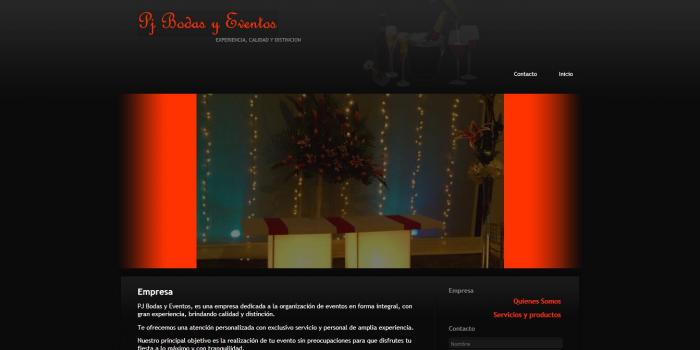 Pj Bodas y Eventos
EXPERIENCIA, CALIDAD Y DISTINICION
Contacto
Inicio
Empresa
PJ Bodas y Eventos, es una empresa dedicada a la organización de eventos en forma integral, con
gran experiencia, brindando calidad y distinción.
Te ofrecemos una atención personalizada con exclusivo servicio y personal de amplia experiencia.
Nuestro principal objetivo es la realización de tu evento sin preocupaciones para que disfrutes tu
fiesta a lo máximo y con tranquilidad.
Empresa
Quienes Somos
Servicios y productos
Contacto
Nombre